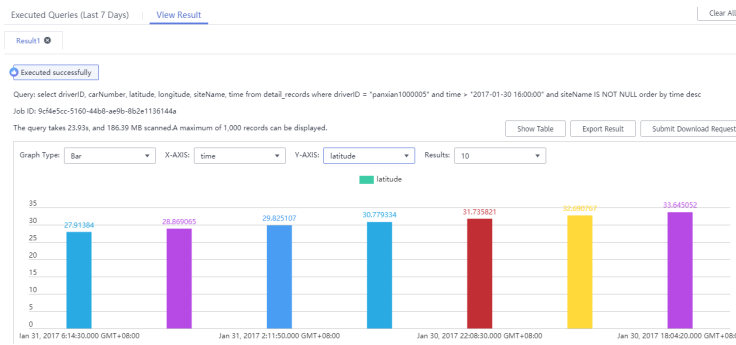 Executed Queries (Last 7 Days) View Result Clear All
Result1
Executed successfully
Query: select driverID, carNumber, latitude, longitude, siteName, time from detail_records where driverID = "panxian1000005" and time > "2017-01-30 16:00:00" and siteName IS NOT NULL order by time desc
Job ID: 9cf4e5cc-5160-44b8-ae9b-8b2e1136144a
The query takes 23.93s, and 186.39 MB scanned.A maximum of 1,000 records can be displayed. Show Table Export Result Submit Download Request
Graph Type: Bar X-AXIS: time Y-AXIS: latitude Results: 10
latitude
35
27.91384 28.869065 29.825107 30.779334 31.735821 33.645052
30
25
20
15
10
5
0
Jan 31, 2017 6:14:30.000 GMT+08:00 Jan 31, 2017 2:11:50.000 GMT+08:00 Jan 30, 2017 22:08:30.000 GMT+08:00 Jan 30, 2017 18:04:20.000 GMT+08: